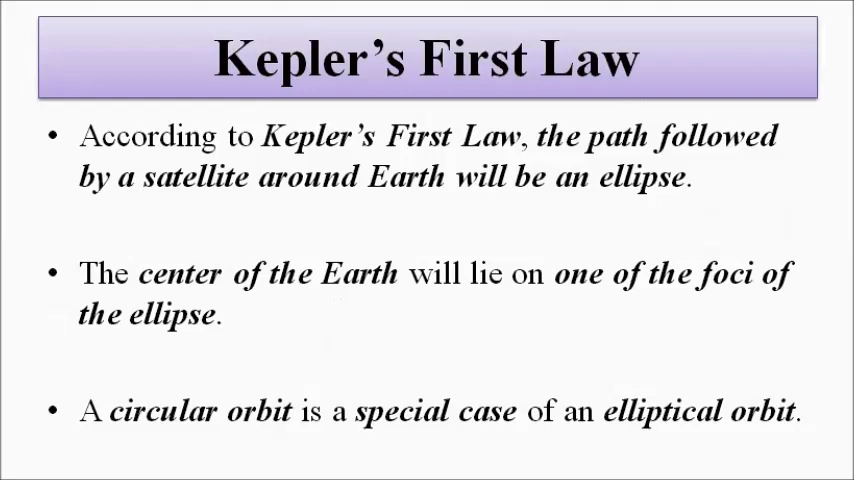 Kepler’s First Law
• According to Kepler’s First Law, the path followed
by a satellite around Earth will be an ellipse.
• The center of the Earth will lie on one of the foci of
the ellipse.
• A circular orbit is a special case of an elliptical orbit.